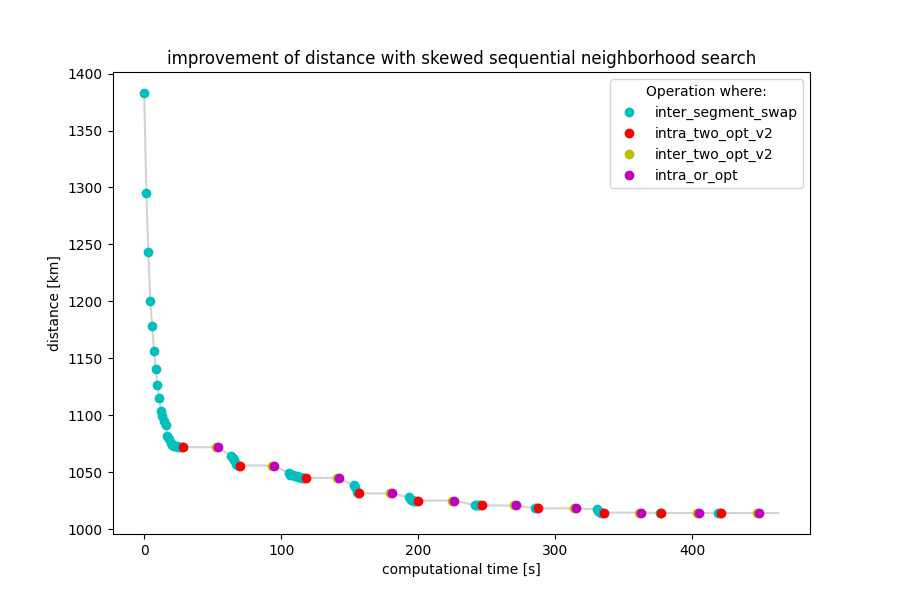 improvement of distance with skewed sequential neighborhood search
1400
1350
1300
1250
1200
1150
1100
1050
1000
distance [km]
Operation where:
inter_segment_swap
intra_two_opt_v2
inter_two_opt_v2
intra_or_opt
0 100 200 300 400
computational time [s]